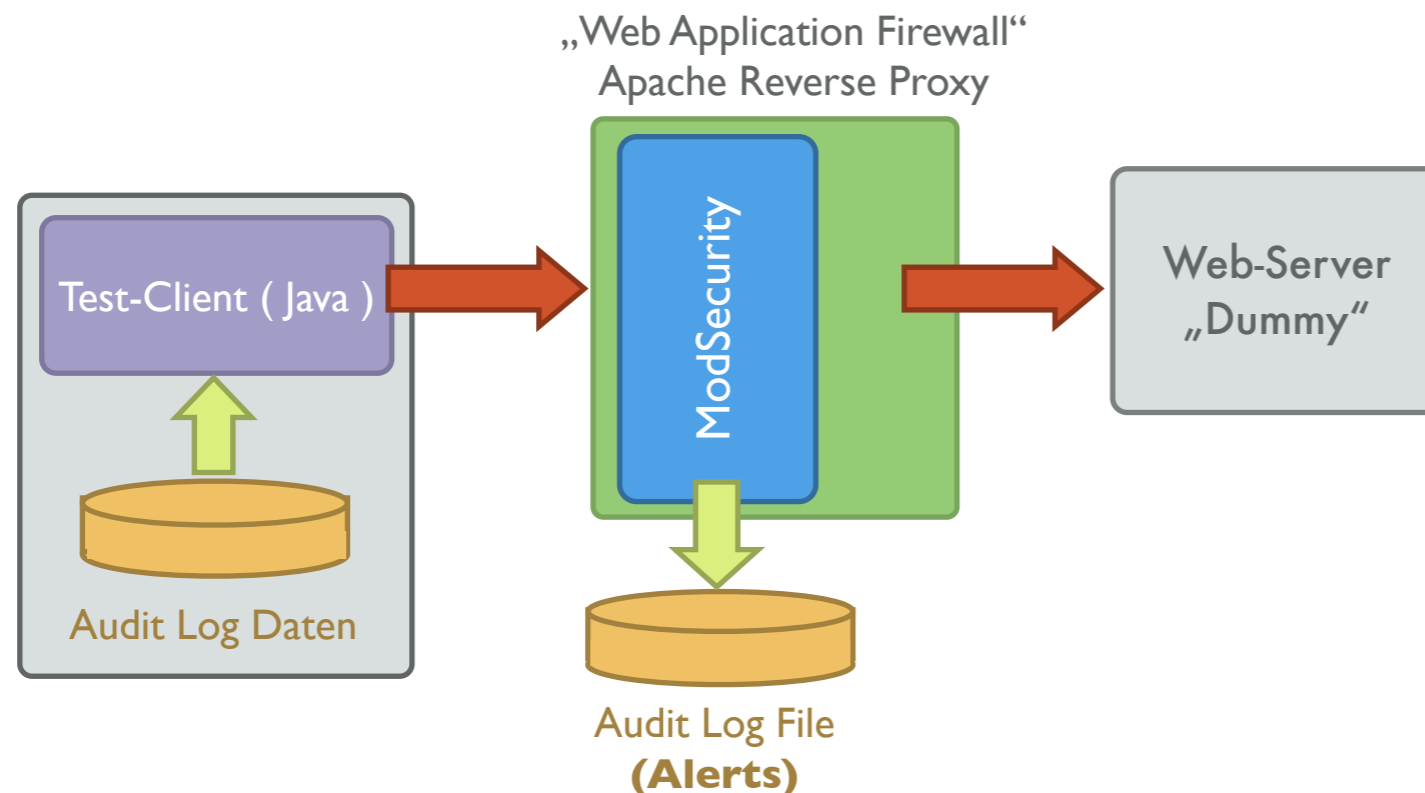 „Web Application Firewall“
Apache Reverse Proxy
Test-Client ( Java )
ModSecurity
Web-Server
„Dummy“
Audit Log Daten
Audit Log File
(Alerts)